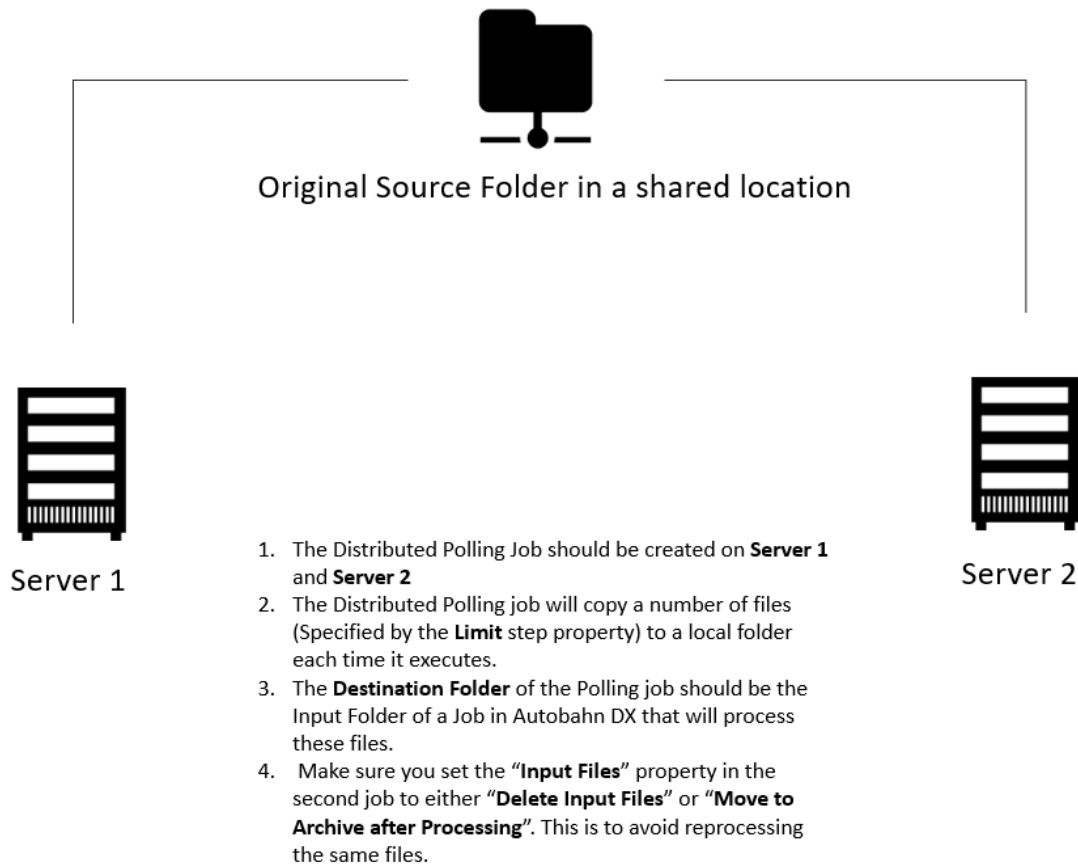 Original Source Folder in a shared location
Server 1
Server 2
1. The Distributed Polling Job should be created on Server 1
and Server 2
2. The Distributed Polling job will copy a number of files
(Specified by the Limit step property) to a local folder
each time it executes.
3. The Destination Folder of the Polling job should be the
Input Folder of a Job in Autobahn DX that will process
these files.
4. Make sure you set the “Input Files” property in the
second job to either “Delete Input Files” or “Move to
Archive after Processing”. This is to avoid reprocessing
the same files.